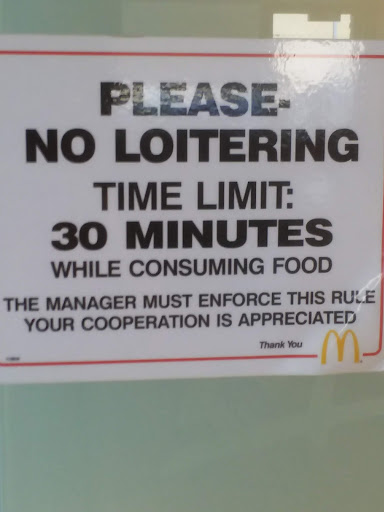 PLEASE-
NO LOITERING
TIME LIMIT:
30 MINUTES
WHILE CONSUMING FOOD
THE MANAGER MUST ENFORCE THIS RULE
YOUR COOPERATION IS APPRECIATED
Thank You